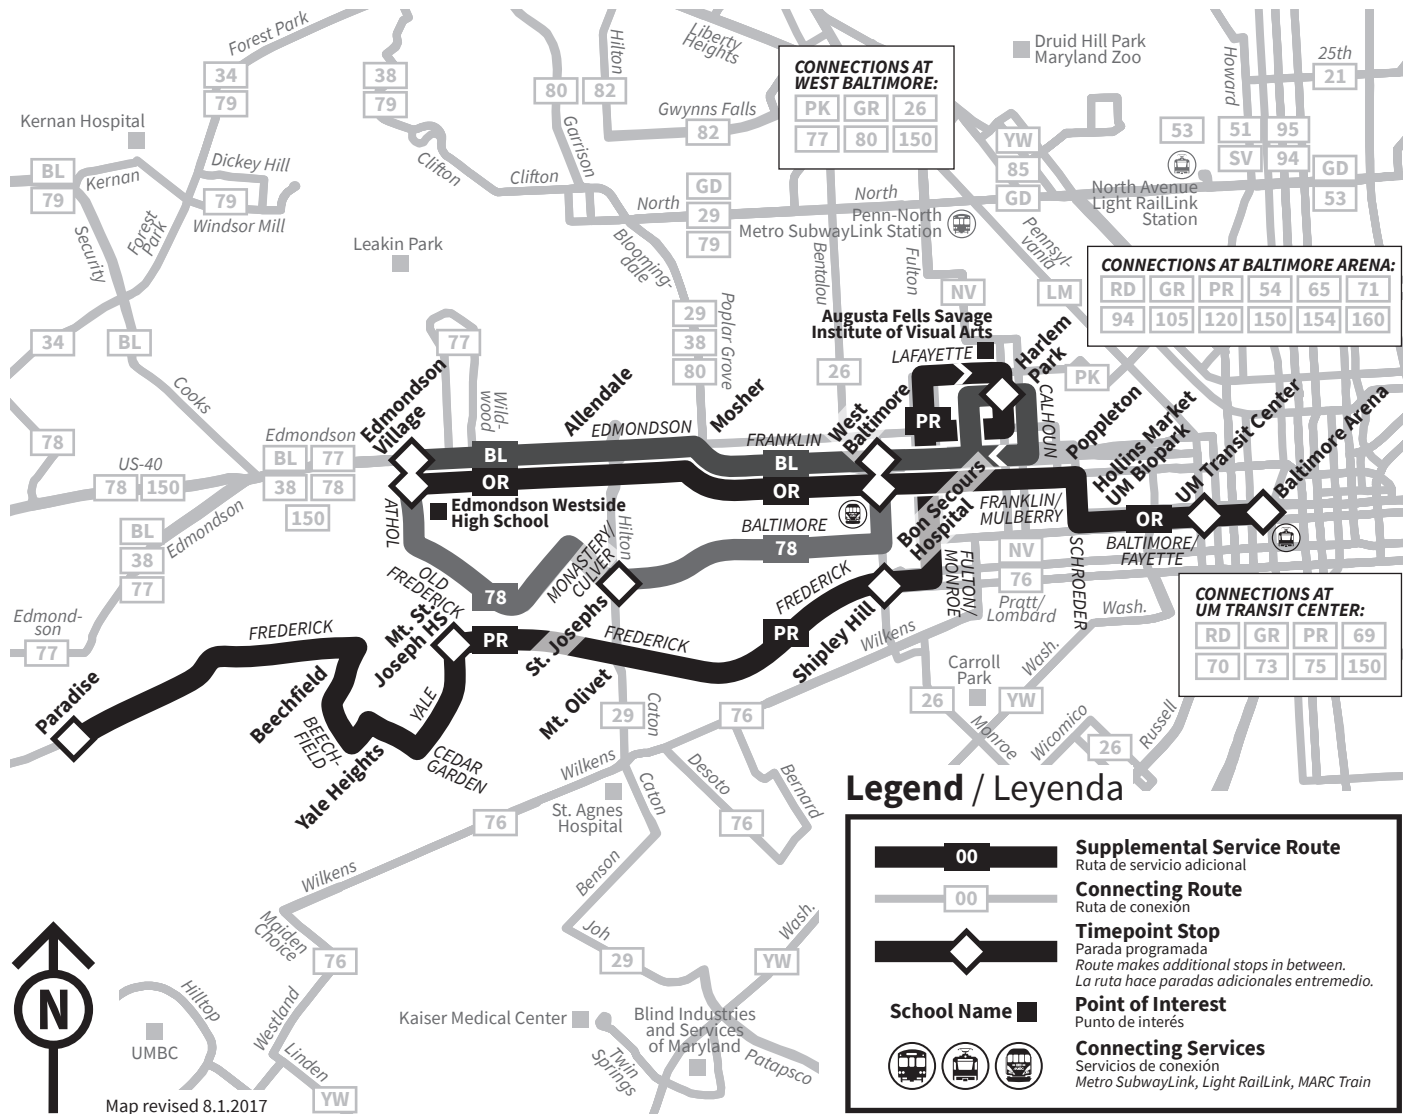 Forest Park
34
79
38
79
80
Hilton
82
Liberty
Heights
Gwynns Falls
82
Garrison
CONNECTIONS AT
WEST BALTIMORE:
PK GR 26
77 80 150
Druid Hill Park
Maryland Zoo
Howard
25th
21
YW
85
GD
53
51 95
SV 94
GD
53
North Avenue
Light RailLink
Station
Kernan Hospital
BL
79
Kernan
Dickey Hill
79
Windsor Mill
Forest
Park
Security
Clifton
Clifton
North
GD
29
79
North
Penn-North
Metro SubwayLink Station
Pennsyl-
vania
Leakin Park
Blooming-
dale
Bentalou
Fulton
NV
LM
CONNECTIONS AT BALTIMORE ARENA:
RD GR PR 54 65 71
94 105 120 150 154 160
34
BL
77
29
38
80
Poplar Grove
26
Augusta Fells Savage
Institute of Visual Arts
LAFAYETTE
Harlem
Park
PK
Cooks
Edmondson
Village
Wild-
wood
Allendale
EDMONDSON
Mosher
FRANKLIN
West
Baltimore
PR
CALHOUN
Poppleton
Hollins Market
UM Biopark
UM Transit Center
Baltimore Arena
78
US-40
78 150
Edmondson
BL 77
38 78
150
BL
OR
BL
OR
Edmondson Westside
High School
ATHOL
BL
38
77
Edmondson
OLD
FREDERICK
78
MONASTERY/
CULVER
Hilton
BALTIMORE
78
Bon Secours
Hospital
FRANKLIN/
MULBERRY
OR
BALTIMORE/
FAYETTE
SCHROEDER
NV
76
Pratt/
Lombard
FULTON/
MONROE
Wash.
CONNECTIONS AT
UM TRANSIT CENTER:
RD GR PR 69
70 73 75 150
Edmond-
son
77
FREDERICK
Mt. St.
Joseph HS
PR
St. Josephs
FREDERICK
PR
FREDERICK
Shipley Hill
Wilkens
Carroll
Park
Wash.
YW
26
Monroe
Wicomico
26
Russell
Paradise
Beechfield
BEECH-
FIELD
YALE
Yale Heights
CEDAR
GARDEN
Mt. Olivet
29
Caton
76
Wilkens
Desoto
Bernard
76
76
St. Agnes
Hospital
Caton
Benson
Wilkens
Maiden
Choice
76
Joh
29
Wash.
YW
Westland
Hilltop
UMBC
Linden
YW
Kaiser Medical Center
Twin
Springs
Blind Industries
and Services
of Maryland
Patapsco
N
Map revised 8.1.2017
Legend / Leyenda
00
Supplemental Service Route
Ruta de servicio adicional
00
Connecting Route
Ruta de conexión
Timepoint Stop
Parada programada
Route makes additional stops in between.
La ruta hace paradas adicionales entremedio.
School Name
Point of Interest
Punto de interés
Connecting Services
Servicios de conexión
Metro SubwayLink, Light RailLink, MARC Train